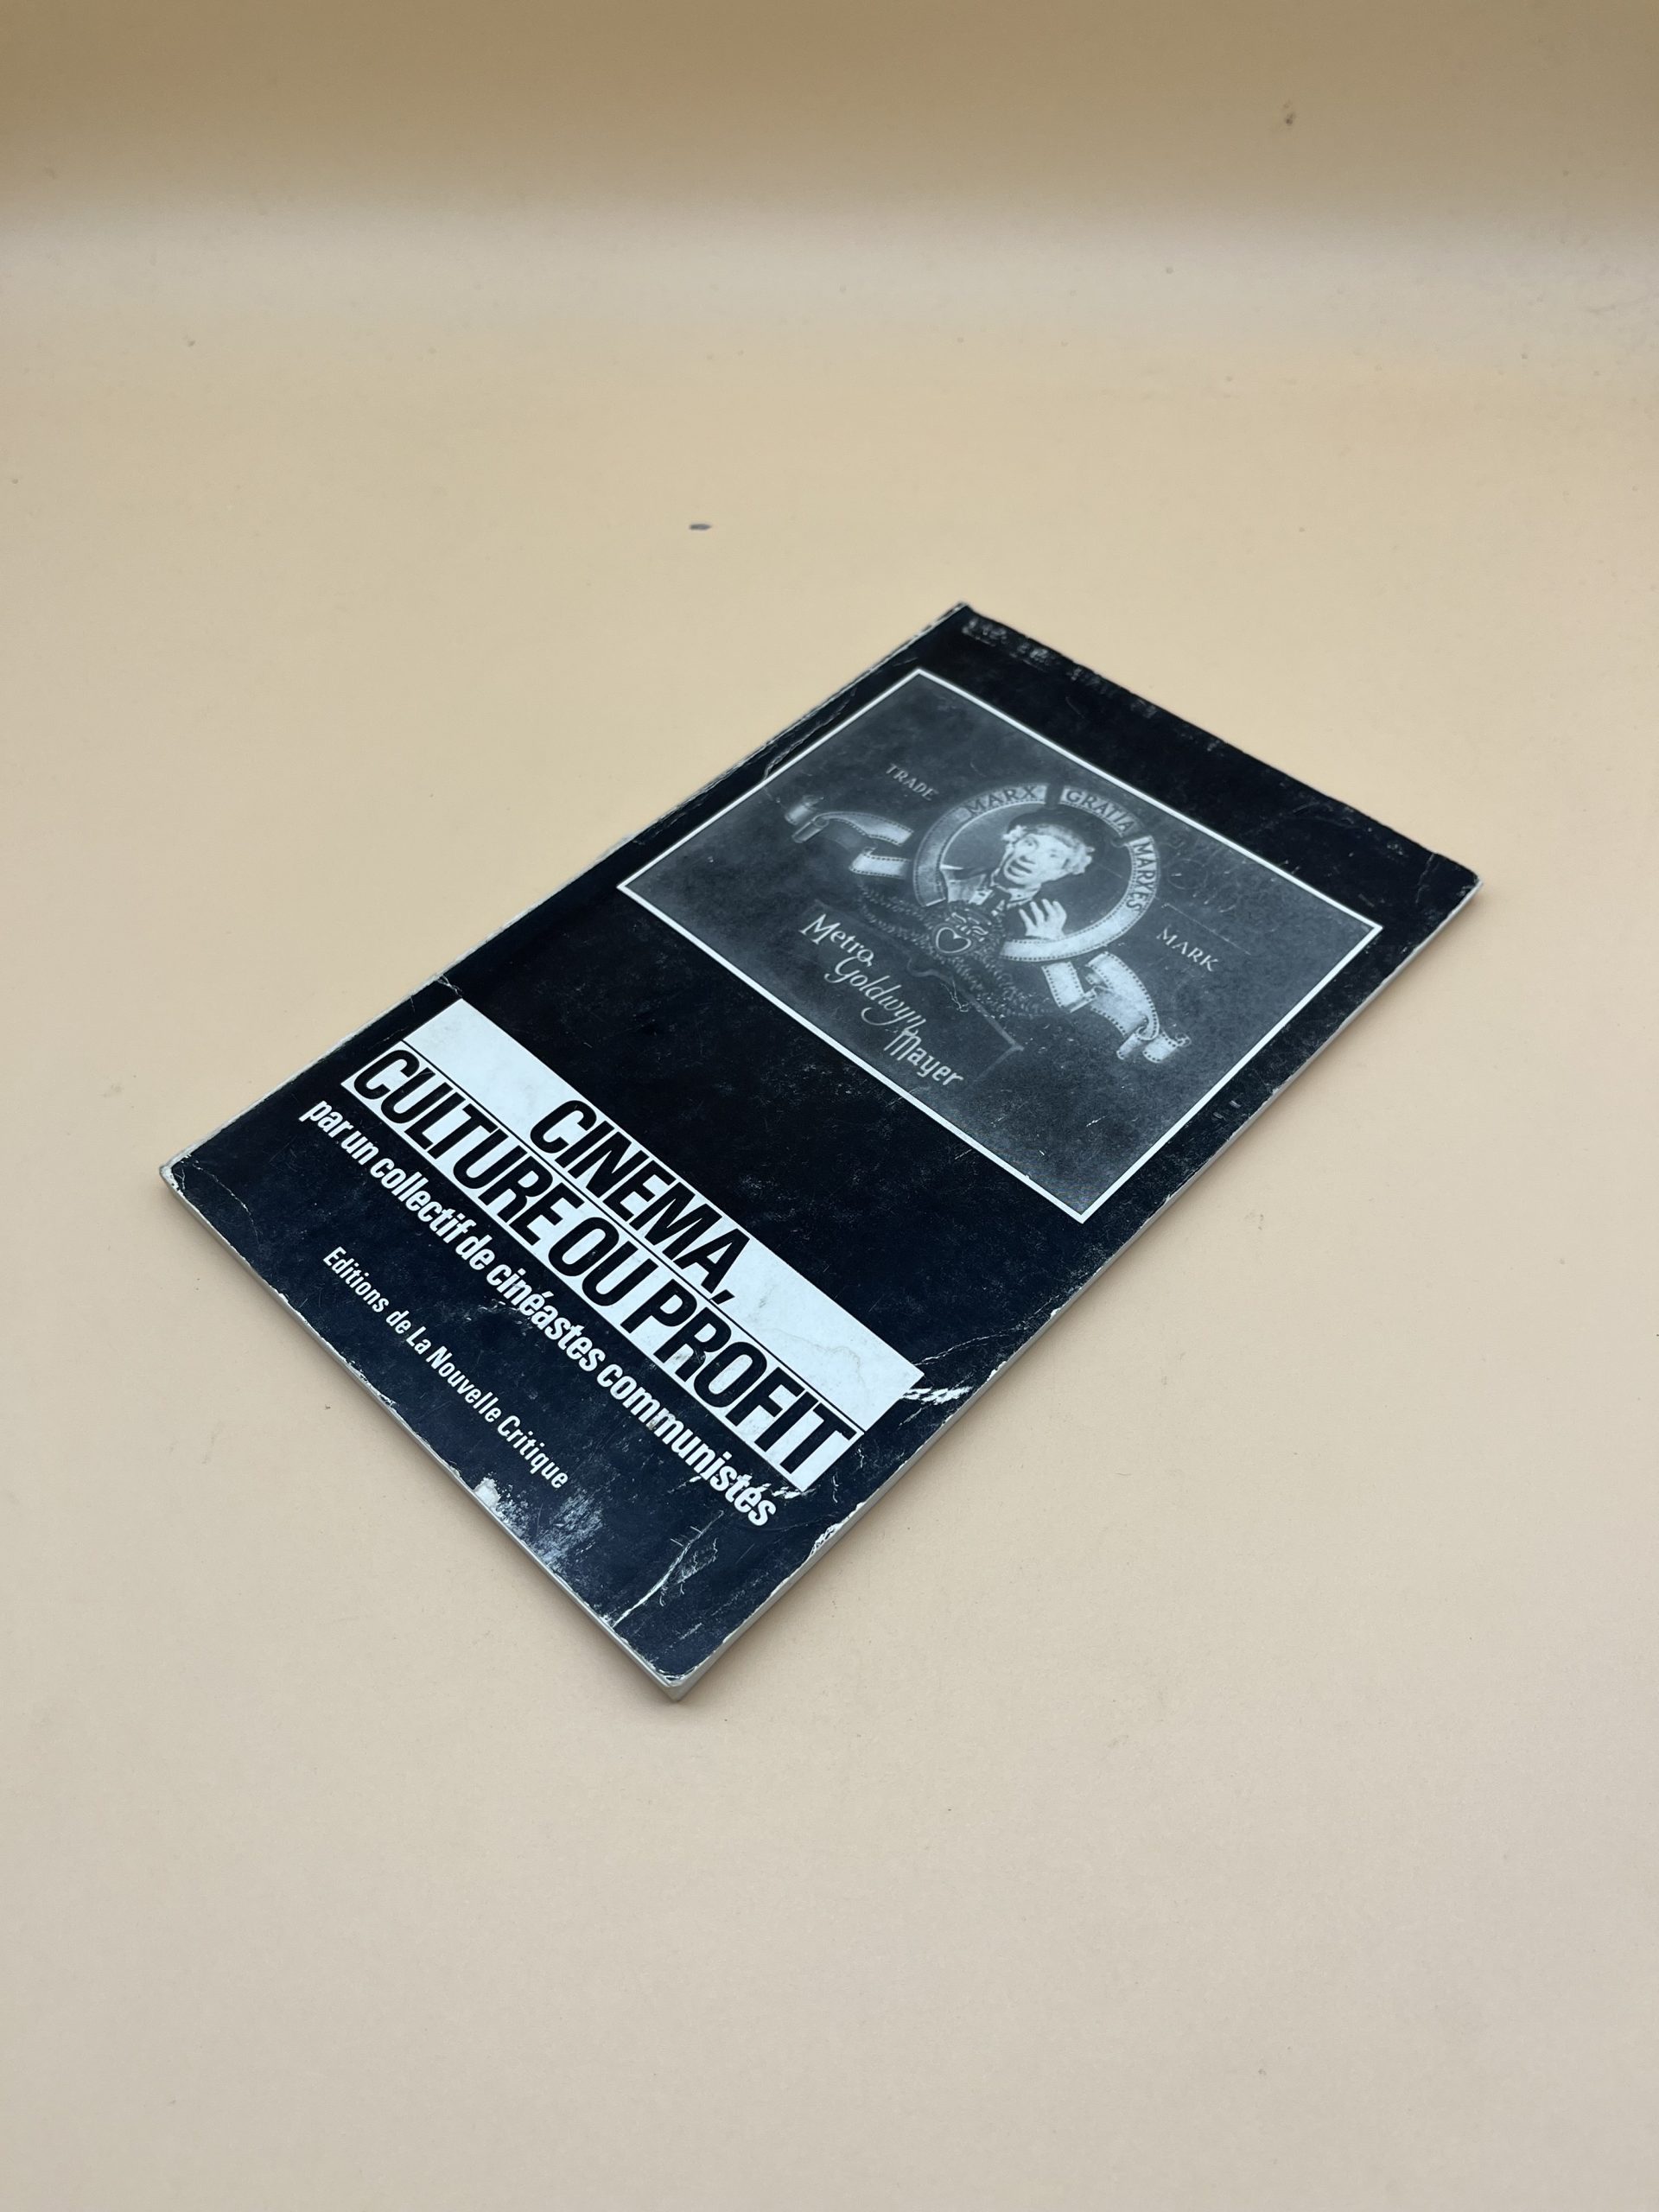 TRADE
MARX GRATIA MARXES
MARK
Metro
Goldwyn
Mayer
CINEMA,
CULTURE OU PROFIT
par un collectif de cinéastes communistes
Editions de La Nouvelle Critique